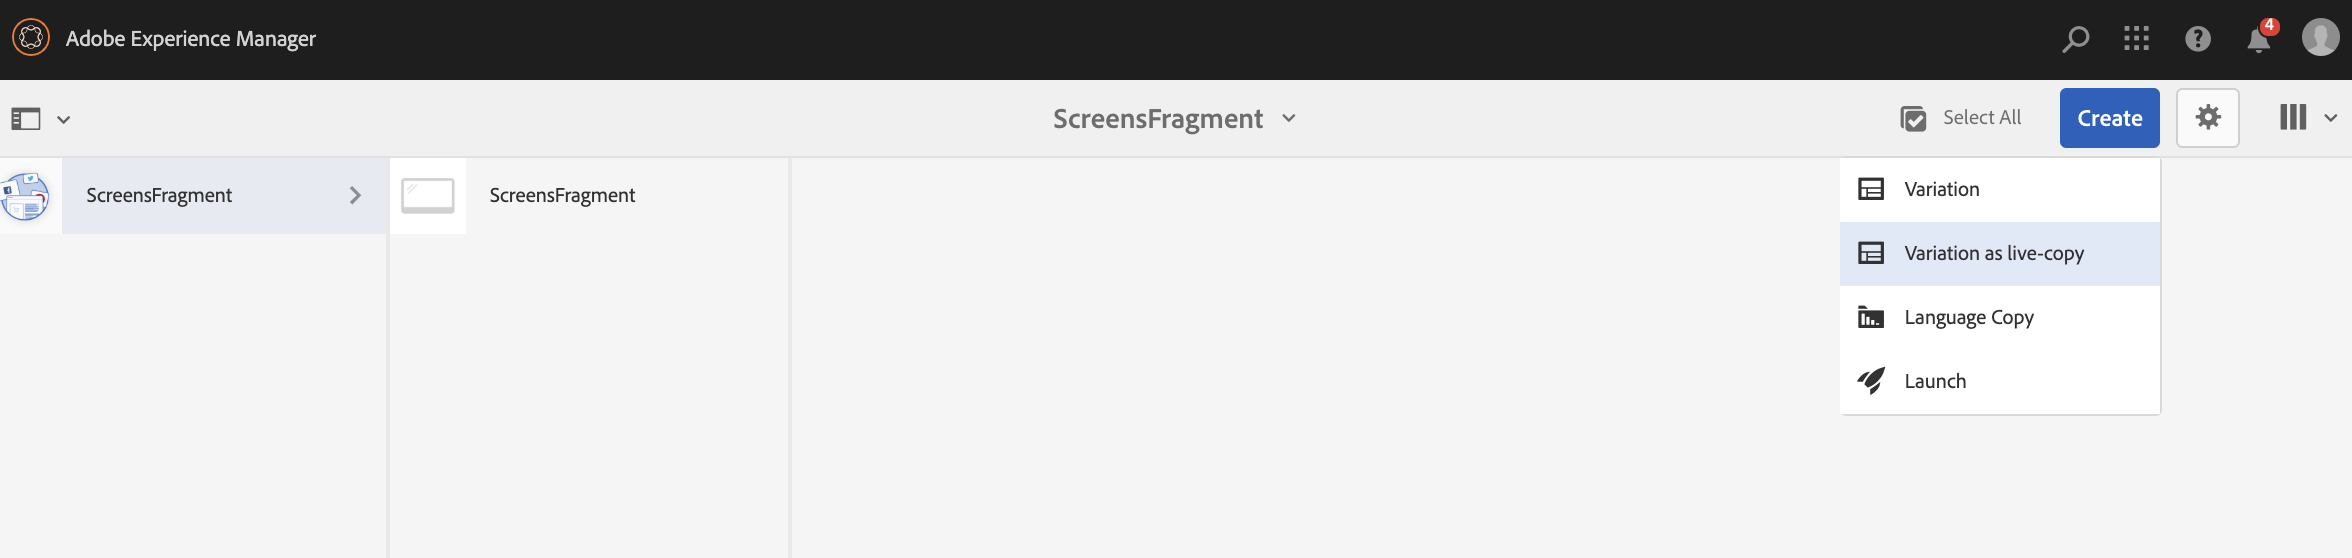 Adobe Experience Manager
4
ScreensFragment
Select All
Create
ScreensFragment
ScreensFragment
Variation
Variation as live-copy
Language Copy
Launch